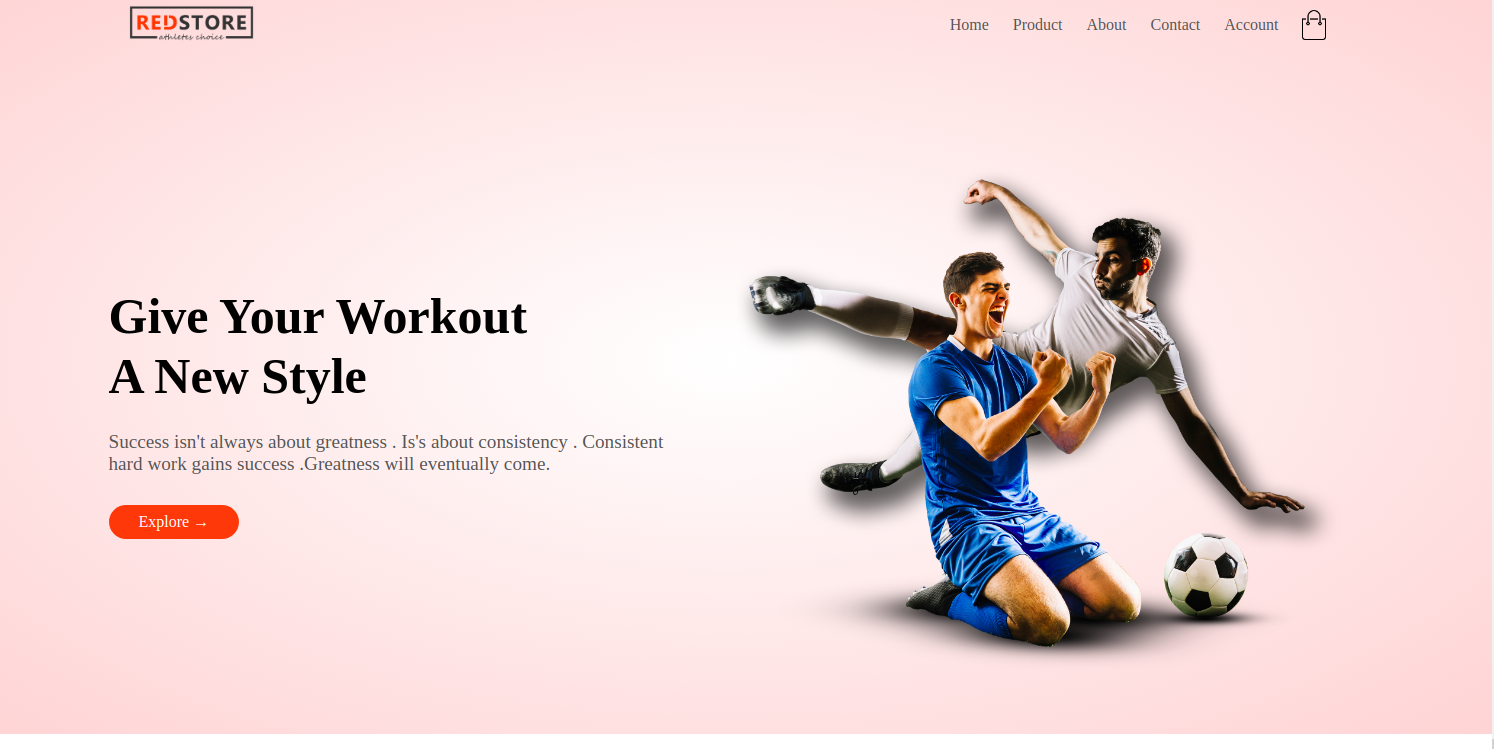 REDSTORE
athletes choice
Home Product About Contact Account
Give Your Workout
A New Style
Success isn't always about greatness . Is's about consistency . Consistent
hard work gains success .Greatness will eventually come.
Explore →